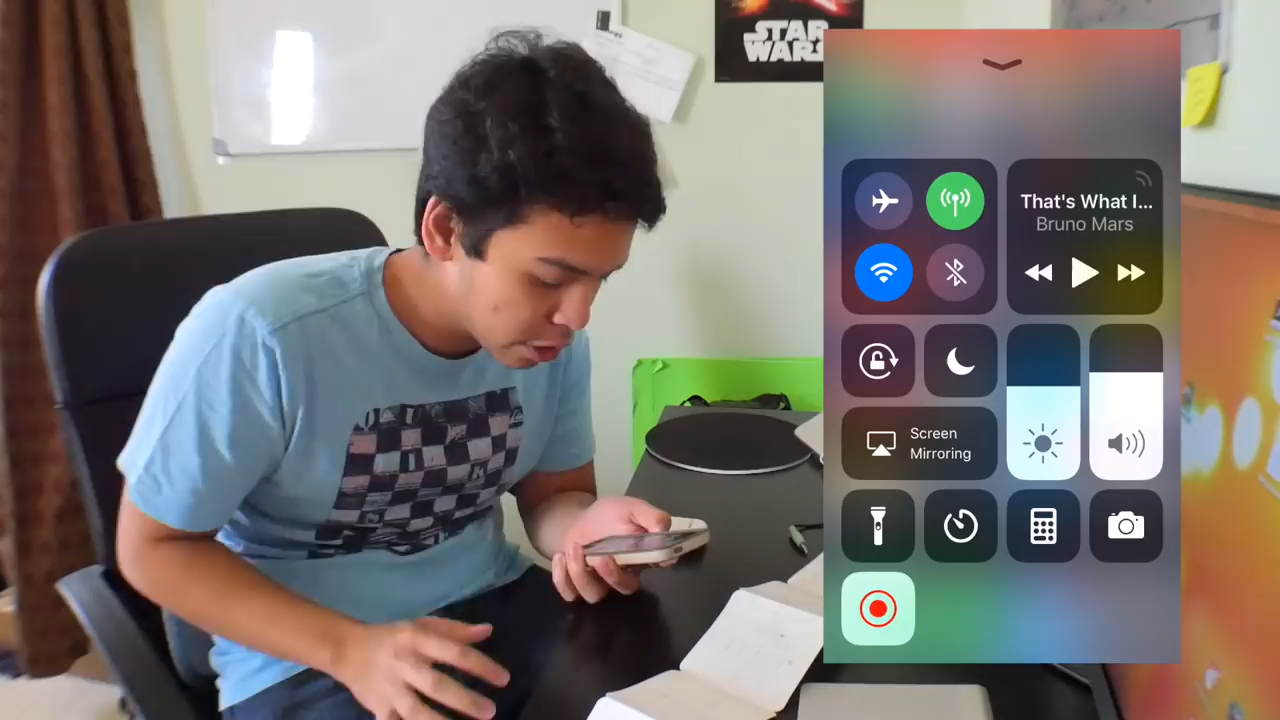 STAR
WARS
That's What I...
Bruno Mars
Screen
Mirroring